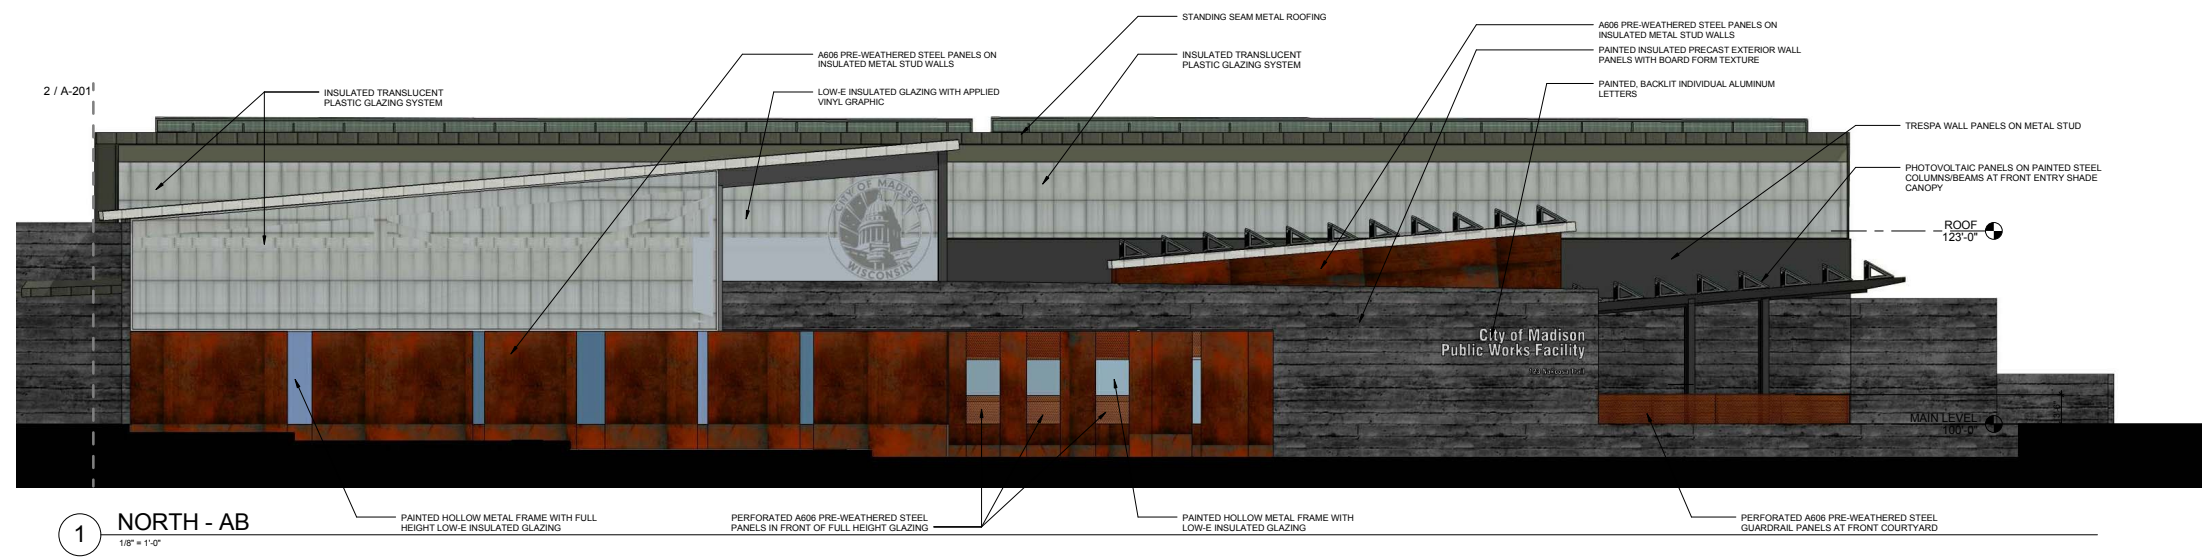 STANDING SEAM METAL ROOFING
A606 PRE-WEATHERED STEEL PANELS ON
INSULATED METAL STUD WALLS
PAINTED INSULATED PRECAST EXTERIOR WALL
PANELS WITH BOARD FORM TEXTURE
A606 PRE-WEATHERED STEEL PANELS ON
INSULATED METAL STUD WALLS
INSULATED TRANSLUCENT
PLASTIC GLAZING SYSTEM
PAINTED, BACKLIT INDIVIDUAL ALUMINUM
LETTERS
2 / A-201
INSULATED TRANSLUCENT
PLASTIC GLAZING SYSTEM
LOW-E INSULATED GLAZING WITH APPLIED
VINYL GRAPHIC
TRESPA WALL PANELS ON METAL STUD
PHOTOVOLTAIC PANELS ON PAINTED STEEL
COLUMNS/BEAMS AT FRONT ENTRY SHADE
CANOPY
CITY OF MADISON
WISCONSIN
ROOF
123'-0"
City of Madison
Public Works Facility
MAIN LEVEL
100'-0"
1
NORTH - AB
1/8" = 1'-0"
PAINTED HOLLOW METAL FRAME WITH FULL
HEIGHT LOW-E INSULATED GLAZING
PERFORATED A606 PRE-WEATHERED STEEL
PANELS IN FRONT OF FULL HEIGHT GLAZING
PAINTED HOLLOW METAL FRAME WITH
LOW-E INSULATED GLAZING
PERFORATED A606 PRE-WEATHERED STEEL
GUARDRAIL PANELS AT FRONT COURTYARD